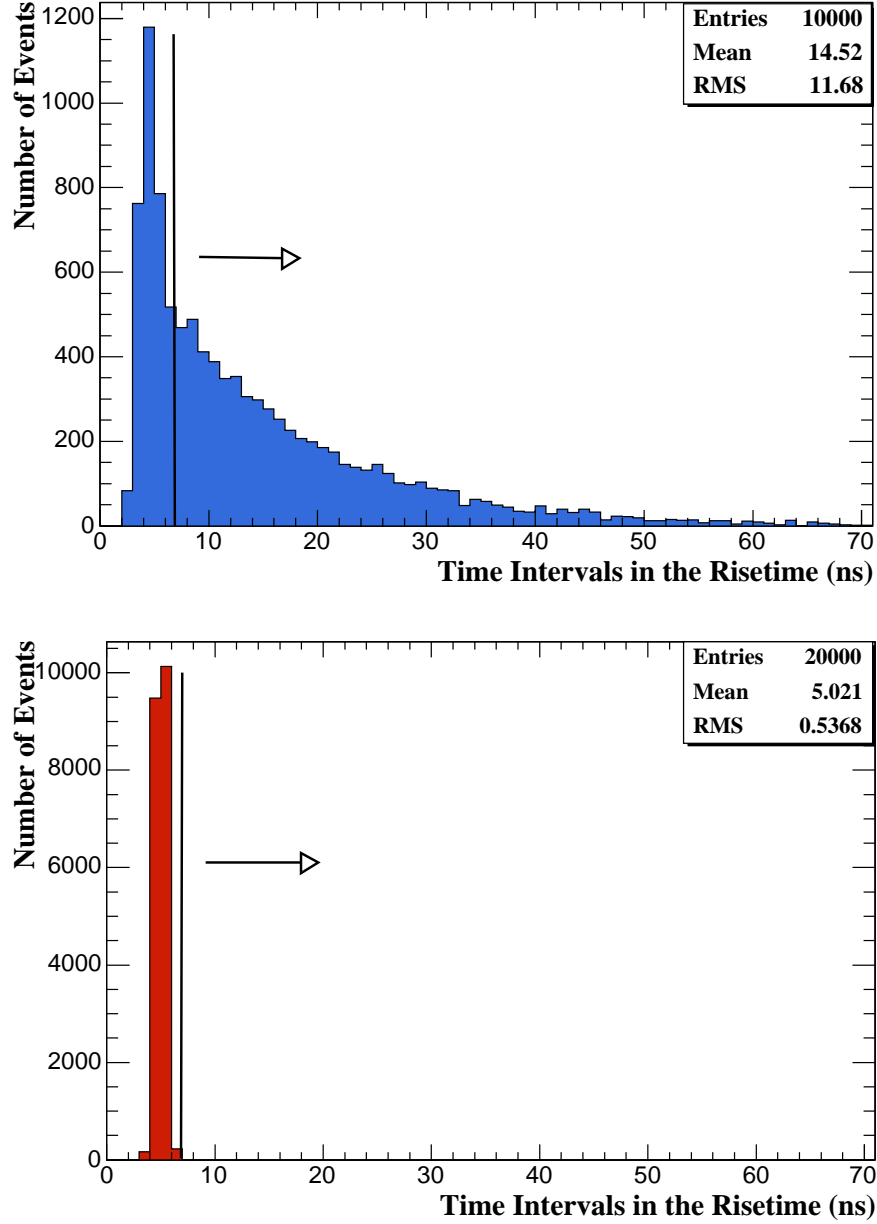 Number of Events
1200
1000
800
600
400
200
0
Entries 10000
Mean 14.52
RMS 11.68
0 10 20 30 40 50 60 70
Time Intervals in the Risetime (ns)
Number of Events
10000
8000
6000
4000
2000
0
Entries 20000
Mean 5.021
RMS 0.5368
0 10 20 30 40 50 60 70
Time Intervals in the Risetime (ns)